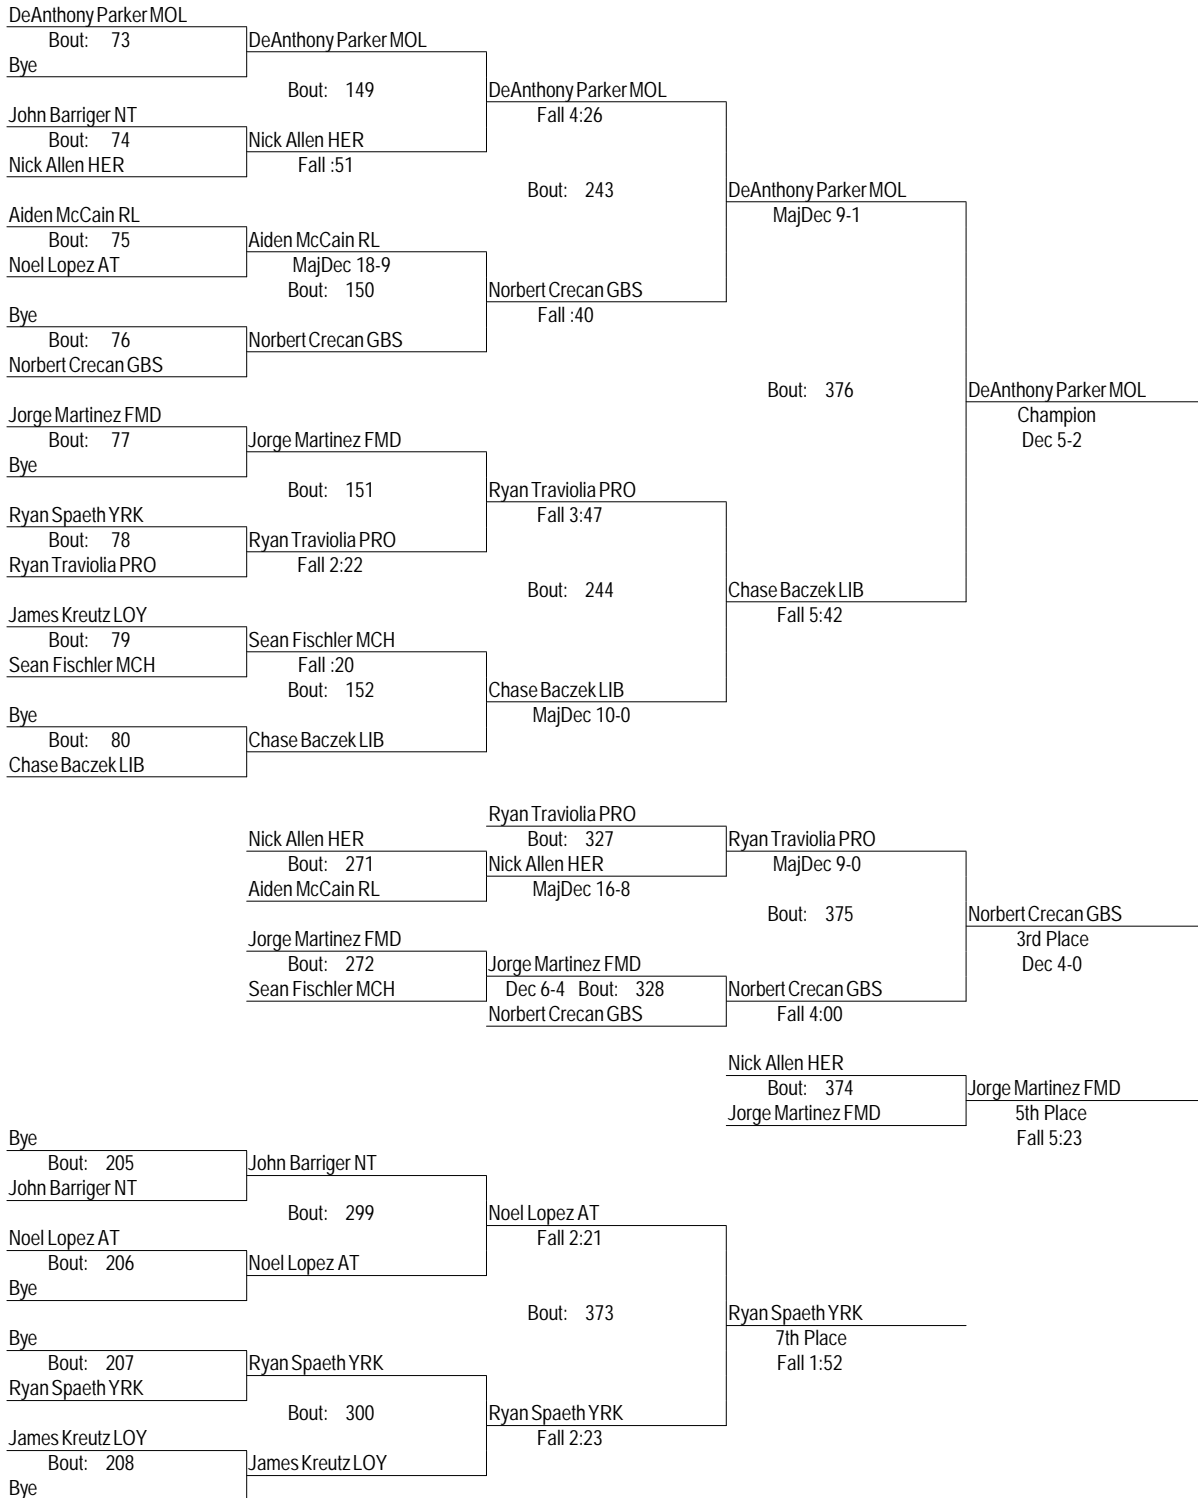 DeAnthony Parker MOL
Bout: 73
DeAnthony Parker MOL
Bye
Bout: 149
DeAnthony Parker MOL
John Barriger NT
Fall 4:26
Bout: 74
Nick Allen HER
Nick Allen HER
Fall :51
Bout: 243
DeAnthony Parker MOL
Aiden McCain RL
MajDec 9-1
Bout: 75
Aiden McCain RL
Noel Lopez AT
MajDec 18-9
Bout: 150
Norbert Crecan GBS
Bye
Fall :40
Bout: 76
Norbert Crecan GBS
Norbert Crecan GBS
Bout: 376
DeAnthony Parker MOL
Jorge Martinez FMD
Champion
Bout: 77
Jorge Martinez FMD
Dec 5-2
Bye
Bout: 151
Ryan Traviolia PRO
Ryan Spaeth YRK
Fall 3:47
Bout: 78
Ryan Traviolia PRO
Ryan Traviolia PRO
Fall 2:22
Bout: 244
Chase Baczek LIB
James Kreutz LOY
Fall 5:42
Bout: 79
Sean Fischler MCH
Sean Fischler MCH
Fall :20
Bout: 152
Chase Baczek LIB
Bye
MajDec 10-0
Bout: 80
Chase Baczek LIB
Chase Baczek LIB
Ryan Traviolia PRO
Nick Allen HER
Bout: 327
Ryan Traviolia PRO
Bout: 271
Nick Allen HER
MajDec 9-0
Aiden McCain RL
MajDec 16-8
Bout: 375
Norbert Crecan GBS
Jorge Martinez FMD
3rd Place
Bout: 272
Jorge Martinez FMD
Dec 4-0
Sean Fischler MCH
Dec 6-4 Bout: 328
Norbert Crecan GBS
Norbert Crecan GBS
Fall 4:00
Nick Allen HER
Bout: 374
Jorge Martinez FMD
Jorge Martinez FMD
5th Place
Fall 5:23
Bye
Bout: 205
John Barriger NT
John Barriger NT
Bout: 299
Noel Lopez AT
Noel Lopez AT
Fall 2:21
Bout: 206
Noel Lopez AT
Bye
Bout: 373
Ryan Spaeth YRK
Bye
7th Place
Bout: 207
Ryan Spaeth YRK
Fall 1:52
Ryan Spaeth YRK
Bout: 300
Ryan Spaeth YRK
James Kreutz LOY
Fall 2:23
Bout: 208
James Kreutz LOY
Bye